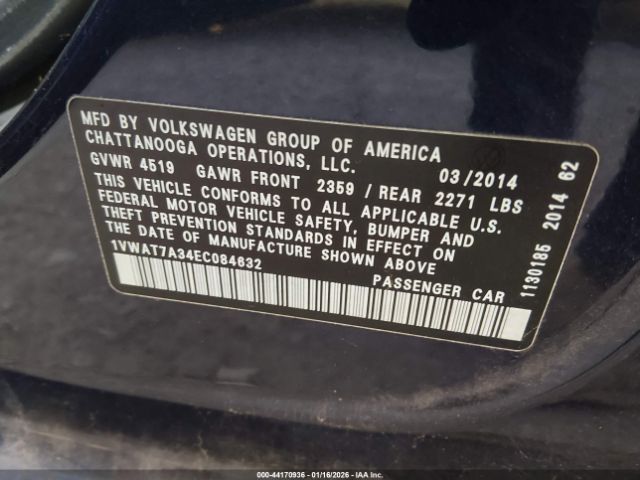 MFD BY VOLKSWAGEN GROUP OF AMERICA
CHATTANOOGA OPERATIONS, LLC. 03/2014
GVWR 4519 GAWR FRONT 2359 / REAR 2271 LBS
THIS VEHICLE CONFORMS TO ALL APPLICABLE U.S.
FEDERAL MOTOR VEHICLE SAFETY, BUMPER AND
THEFT PREVENTION STANDARDS IN EFFECT ON
THE DATE OF MANUFACTURE SHOWN ABOVE
1VWAT7A34EC084632
PASSENGER CAR
1130185 2014 62
000-44170936 - 01/16/2026 - IAAI.COM